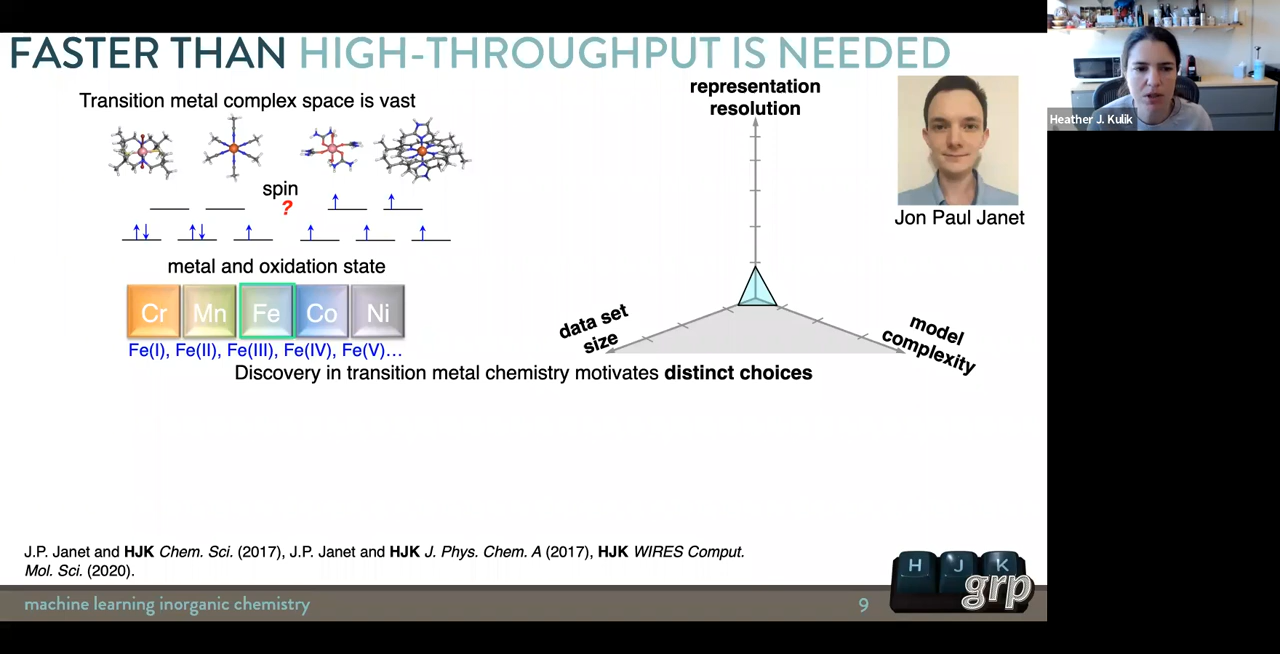 FASTER THAN HIGH-THROUGHPUT IS NEEDED
Transition metal complex space is vast
spin
?
metal and oxidation state
Cr Mn Fe Co Ni
Fe(I), Fe(II), Fe(III), Fe(IV), Fe(V)…
representation
resolution
data set
size
model
complexity
Jon Paul Janet
Heather J. Kulik
Discovery in transition metal chemistry motivates distinct choices
J.P. Janet and HJK Chem. Sci. (2017), J.P. Janet and HJK J. Phys. Chem. A (2017), HJK WIRES Comput.
Mol. Sci. (2020).
machine learning inorganic chemistry
9
H J K
grp